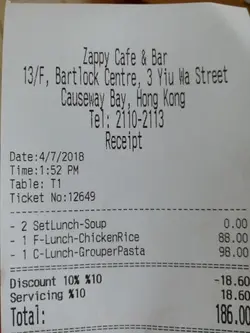 Zappy Cafe & Bar
13/F, Bartlock Centre, 3 Yiu Wa Street
Causeway Bay, Hong Kong
Tel: 2110-2113
Receipt
Date:4/7/2018
Time:1:52 PM
Table: T1
Ticket No:12649
- 2 SetLunch-Soup 0.00
- 1 F-Lunch-ChickenRice 88.00
- 1 C-Lunch-GrouperPasta 98.00
Discount 10% %10 -18.60
Servicing %10 18.60
Total: 186.00